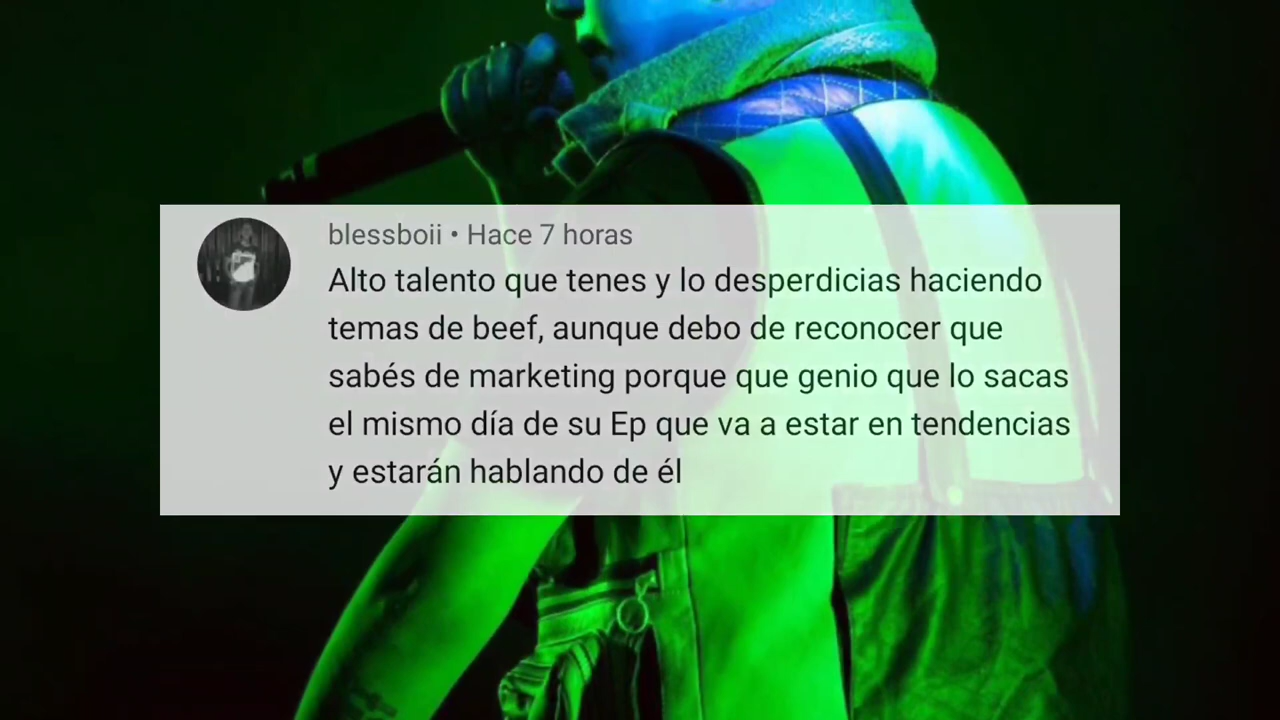 blessboii • Hace 7 horas
Alto talento que tenes y lo desperdicias haciendo
temas de beef, aunque debo de reconocer que
sabés de marketing porque que genio que lo sacas
el mismo día de su Ep que va a estar en tendencias
y estarán hablando de él